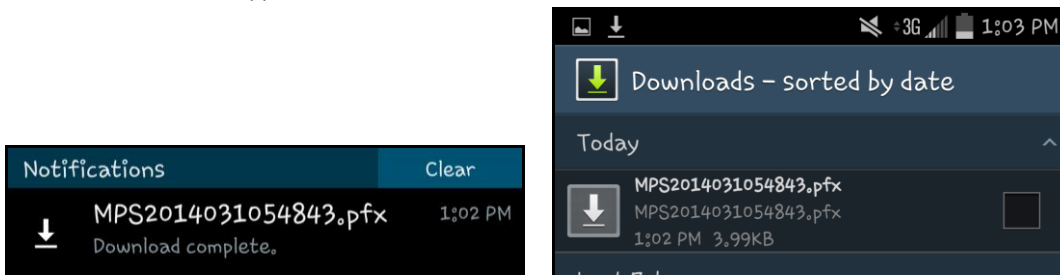 Notifications Clear
MPS2014031054843.pfx 1:02 PM
Download complete.
3G 1:03 PM
Downloads - sorted by date
Today
MPS2014031054843.pfx
MPS2014031054843.pfx
1:02 PM 3.99KB